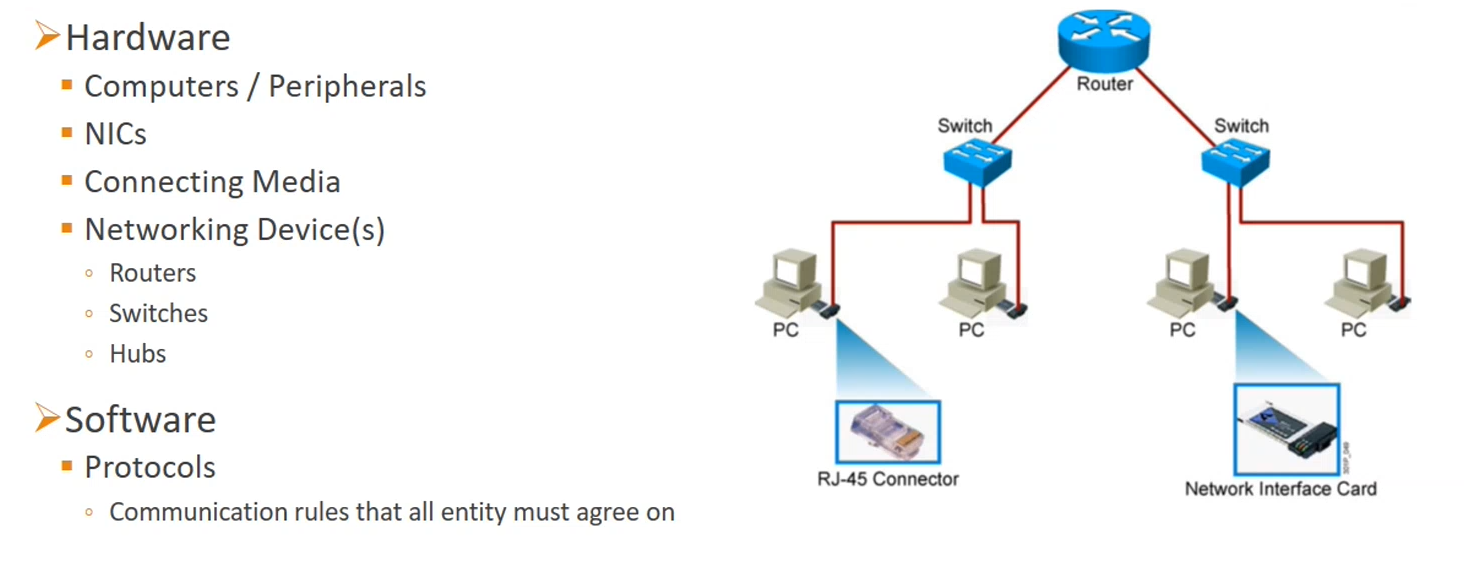 Hardware
Computers / Peripherals
NICs
Connecting Media
Networking Device(s)
Routers
Switches
Hubs
Software
Protocols
Communication rules that all entity must agree on
Router
Switch
Switch
PC
PC
PC
PC
RJ-45 Connector
Network Interface Card